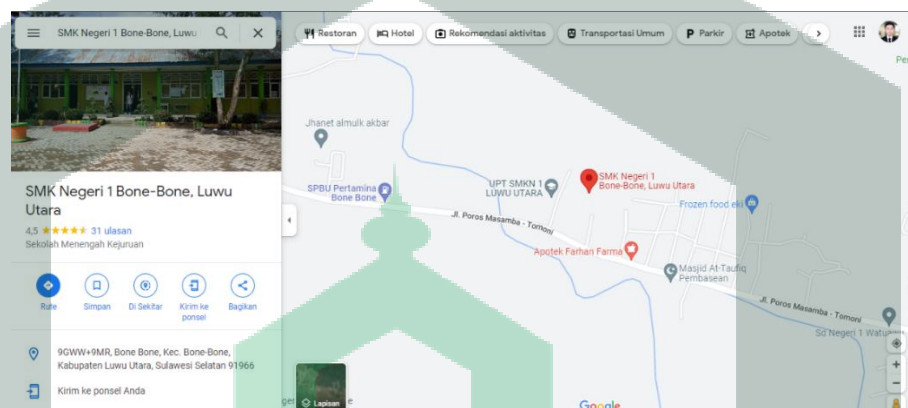 SMK Negeri 1 Bone-Bone, Luwu
Restoran
Hotel
Rekomendasi aktivitas
Transportasi Umum
Parkir
Apotek
SMK Negeri 1 Bone-Bone, Luwu
Utara
4,5
31 ulasan
Sekolah Menengah Kejuruan
Rute
Simpan
Di Sekitar
Kirim ke
ponsel
Bagikan
9GWW+9MR, Bone Bone, Kec. Bone-Bone,
Kabupaten Luwu Utara, Sulawesi Selatan 91966
Kirim ke ponsel Anda
Jhanet almulk akbar
SPBU Pertamina
Bone Bone
UPT SMKN 1
LUWU UTARA
SMK Negeri 1
Bone-Bone, Luwu Utara
Frozen food eki
Jl. Poros Masamba - Tomoni
Apotek Farhan Farma
Masjid At-Taufiq
Pembasean
Jl. Poros Masamba - Tomoni
Sd Negeri 1 Watu
Lapisan
Google